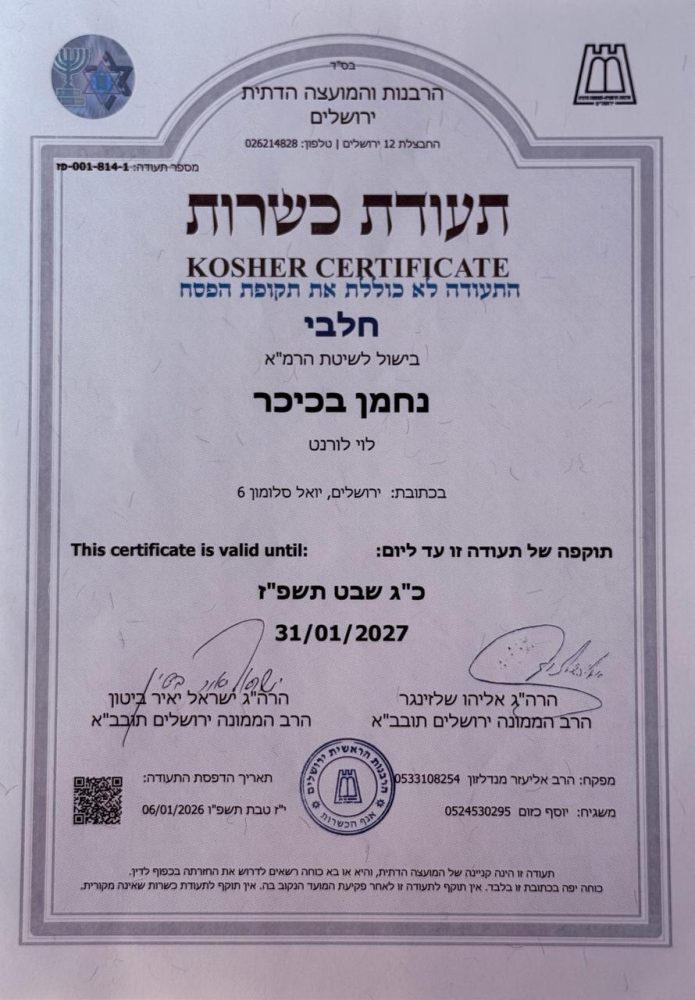 בס"ד
הרבנות והמועצה הדתית
ירושלים
החבצלת 12 ירושלים | טלפון: 026214828
מספר תעודה: 1-814-001-פז
תעודת כשרות
KOSHER CERTIFICATE
התעודה לא כוללת את תקופת הפסח
חלבי
בישול לשיטת הרמ"א
נחמן בכיכר
לוי לורנט
בכתובת: ירושלים, יואל סלומון 6
תוקפה של תעודה זו עד ליום: This certificate is valid until:
כ"ג שבט תשפ"ז
31/01/2027
הרה"ג אליהו שלזינגר הרה"ג ישראל יאיר ביטון
הרב הממונה ירושלים תובב"א הרב הממונה ירושלים תובב"א
מפקח: הרב אליעזר מנדלזון 0533108254 תאריך הדפסת התעודה:
משגיח: יוסף כזום 0524530295 י"ז טבת תשפ"ו 06/01/2026
הרבנות הראשית ירושלים
אגף הכשרות
תעודה זו הינה קניינה של המועצה הדתית, והיא או בא כוחה רשאים לדרוש את החזרתה בכפוף לדין.
כוחה יפה בכתובת זו בלבד. אין תוקף לתעודה זו לאחר פקיעת המועד הנקוב בה. אין תוקף לתעודת כשרות שאינה מקורית.